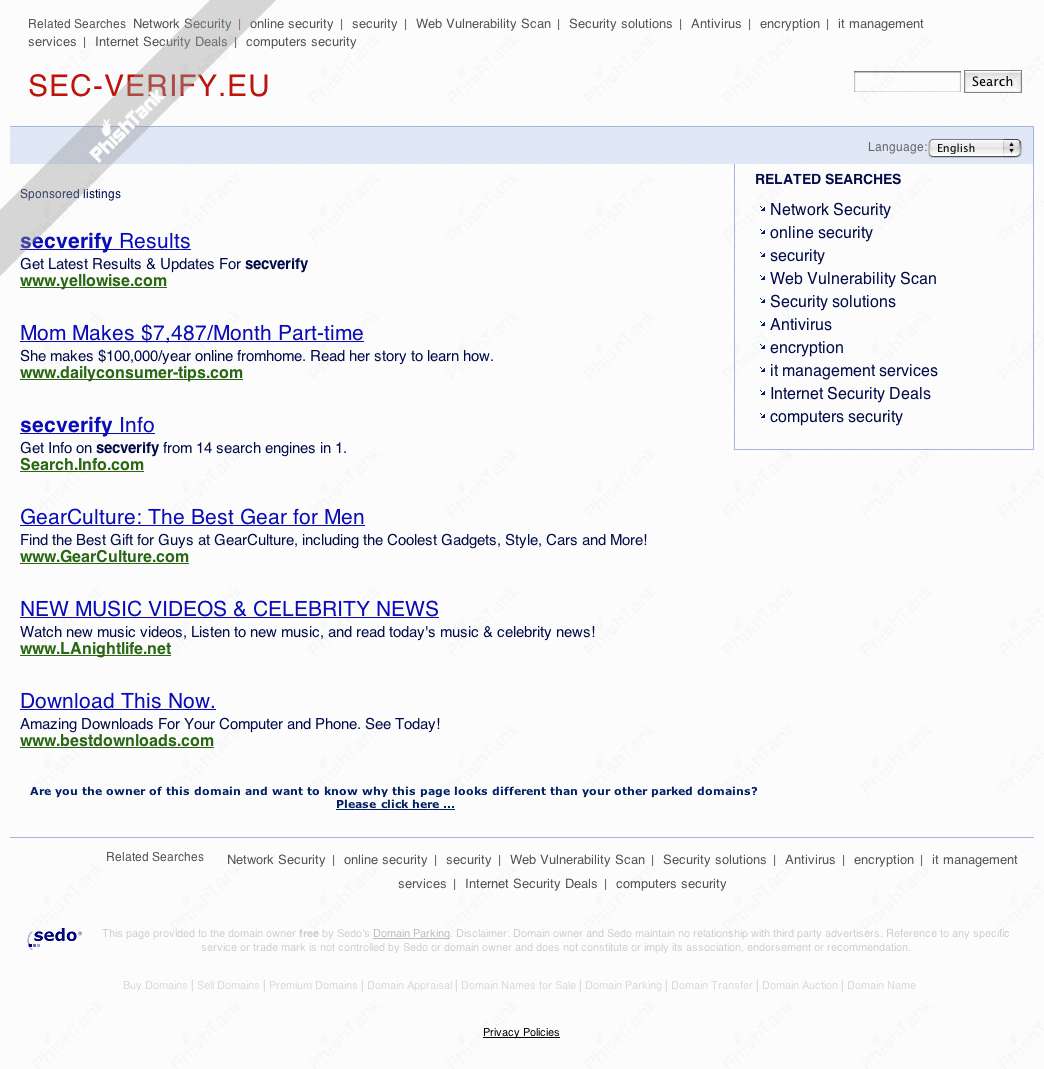 Related Searches Network Security | online security | security | Web Vulnerability Scan | Security solutions | Antivirus | encryption | it management
services | Internet Security Deals | computers security
SEC-VERIFY.EU
Search
PhishTank
Language: English
Sponsored listings
RELATED SEARCHES
Network Security
online security
security
Web Vulnerability Scan
Security solutions
Antivirus
encryption
it management services
Internet Security Deals
computers security
secverify Results
Get Latest Results & Updates For secverify
www.yellowise.com
Mom Makes $7,487/Month Part-time
She makes $100,000/year online fromhome. Read her story to learn how.
www.dailyconsumer-tips.com
secverify Info
Get Info on secverify from 14 search engines in 1.
Search.Info.com
GearCulture: The Best Gear for Men
Find the Best Gift for Guys at GearCulture, including the Coolest Gadgets, Style, Cars and More!
www.GearCulture.com
NEW MUSIC VIDEOS & CELEBRITY NEWS
Watch new music videos, Listen to new music, and read today's music & celebrity news!
www.LAnightlife.net
Download This Now.
Amazing Downloads For Your Computer and Phone. See Today!
www.bestdownloads.com
Are you the owner of this domain and want to know why this page looks different than your other parked domains?
Please click here ...
Related Searches Network Security | online security | security | Web Vulnerability Scan | Security solutions | Antivirus | encryption | it management
services | Internet Security Deals | computers security
sedo
This page provided to the domain owner free by Sedo's Domain Parking. Disclaimer: Domain owner and Sedo maintain no relationship with third party advertisers. Reference to any specific
service or trade mark is not controlled by Sedo or domain owner and does not constitute or imply its association, endorsement or recommendation.
Buy Domains | Sell Domains | Premium Domains | Domain Appraisal | Domain Names for Sale | Domain Parking | Domain Transfer | Domain Auction | Domain Name
Privacy Policies